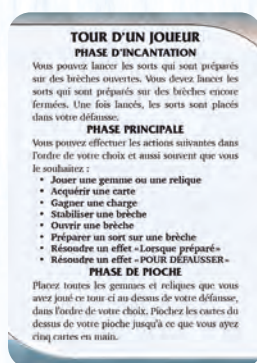 TOUR D'UN JOUEUR
PHASE D'INCANTATION
Vous pouvez lancer les sorts qui sont préparés
sur des brèches ouvertes. Vous devez lancer les
sorts qui sont préparés sur des brèches encore
fermées. Une fois lancés, les sorts sont placés
dans votre défausse.
PHASE PRINCIPALE
Vous pouvez effectuer les actions suivantes dans
l'ordre de votre choix et aussi souvent que vous
le souhaitez :
• Jouer une gemme ou une relique
• Acquérir une carte
• Gagner une charge
• Stabiliser une brèche
• Ouvrir une brèche
• Préparer un sort sur une brèche
• Résoudre un effet «Lorsque préparé»
• Résoudre un effet «POUR DÉFAUSSER»
PHASE DE PIOCHE
Placez toutes les gemmes et reliques que vous
avez joué ce tour-ci au-dessus de votre défausse,
dans l'ordre de votre choix. Piochez les cartes du
dessus de votre pioche jusqu'à ce que vous ayez
cinq cartes en main.